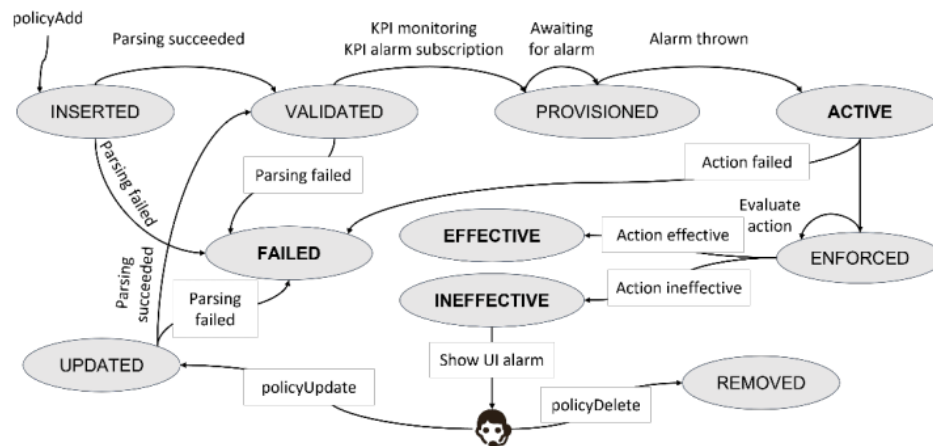 policyAdd
Parsing succeeded
KPI monitoring
KPI alarm subscription
Awaiting
for alarm
Alarm thrown
INSERTED
VALIDATED
PROVISIONED
ACTIVE
Parsing failed
Parsing failed
Action failed
Evaluate
action
FAILED
EFFECTIVE
Action effective
ENFORCED
Parsing
succeeded
Parsing
failed
INEFFECTIVE
Action ineffective
UPDATED
Show UI alarm
policyUpdate
policyDelete
REMOVED